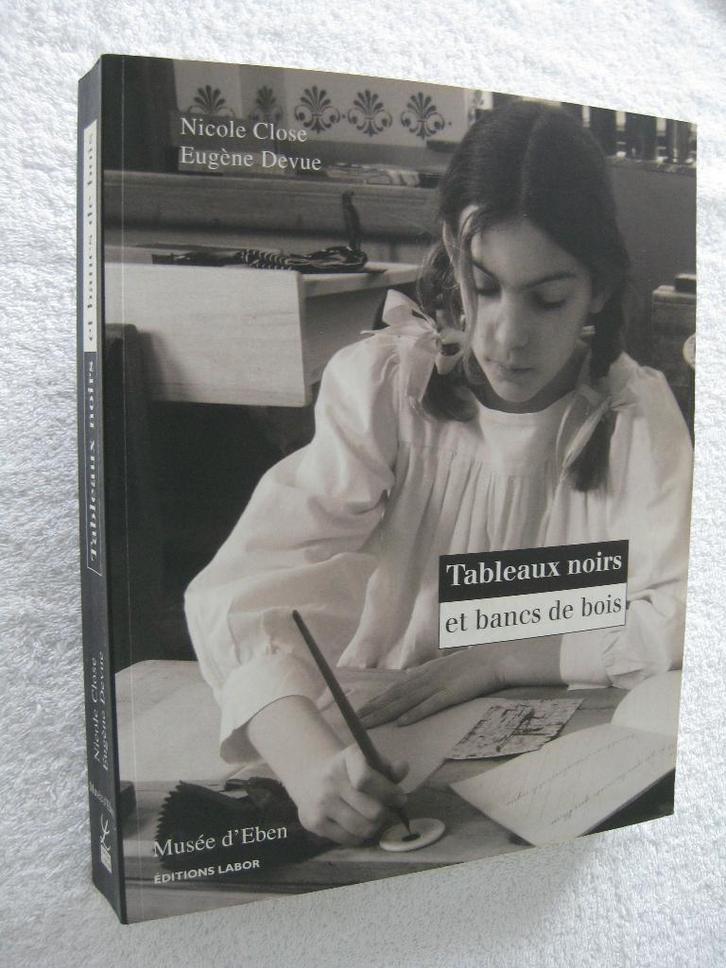 Nicole Close
Eugène Devue
Tableaux noirs
et bancs de bois
Musée d'Eben
ÉDITIONS LABOR
Tableaux noirs et bancs de bois
Nicole Close
Eugène Devue